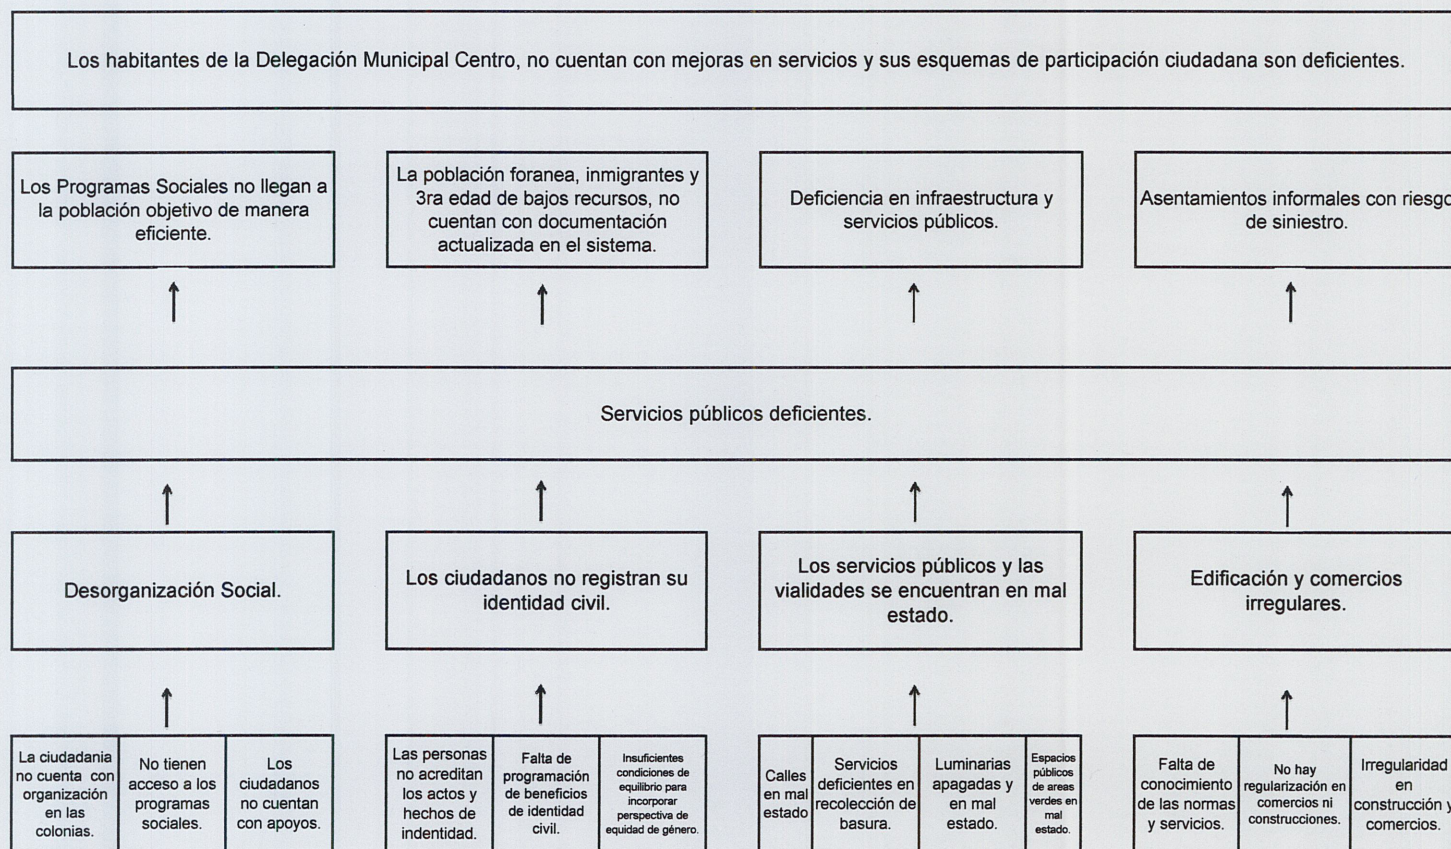 Los habitantes de la Delegación Municipal Centro, no cuentan con mejoras en servicios y sus esquemas de participación ciudadana son deficientes.
Los Programas Sociales no llegan a
la población objetivo de manera
eficiente.
La población foranea, inmigrantes y
3ra edad de bajos recursos, no
cuentan con documentación
actualizada en el sistema.
Deficiencia en infraestructura y
servicios públicos.
Asentamientos informales con riesgo
de siniestro.
Servicios públicos deficientes.
Desorganización Social.
Los ciudadanos no registran su
identidad civil.
Los servicios públicos y las
vialidades se encuentran en mal
estado.
Edificación y comercios
irregulares.
La ciudadania
no cuenta con
organización
en las
colonias.
No tienen
acceso a los
programas
sociales.
Los
ciudadanos
no cuentan
con apoyos.
Las personas
no acreditan
los actos y
hechos de
indentidad.
Falta de
programación
de beneficios
de identidad
civil.
Insuficientes
condiciones de
equilibrio para
incorporar
perspectiva de
equidad de género.
Calles
en mal
estado
Servicios
deficientes en
recolección de
basura.
Luminarias
apagadas y
en mal
estado.
Espacios
públicos
de areas
verdes en
mal
estado.
Falta de
conocimiento
de las normas
y servicios.
No hay
regularización en
comercios ni
construcciones.
Irregularidad
en
construcción y
comercios.